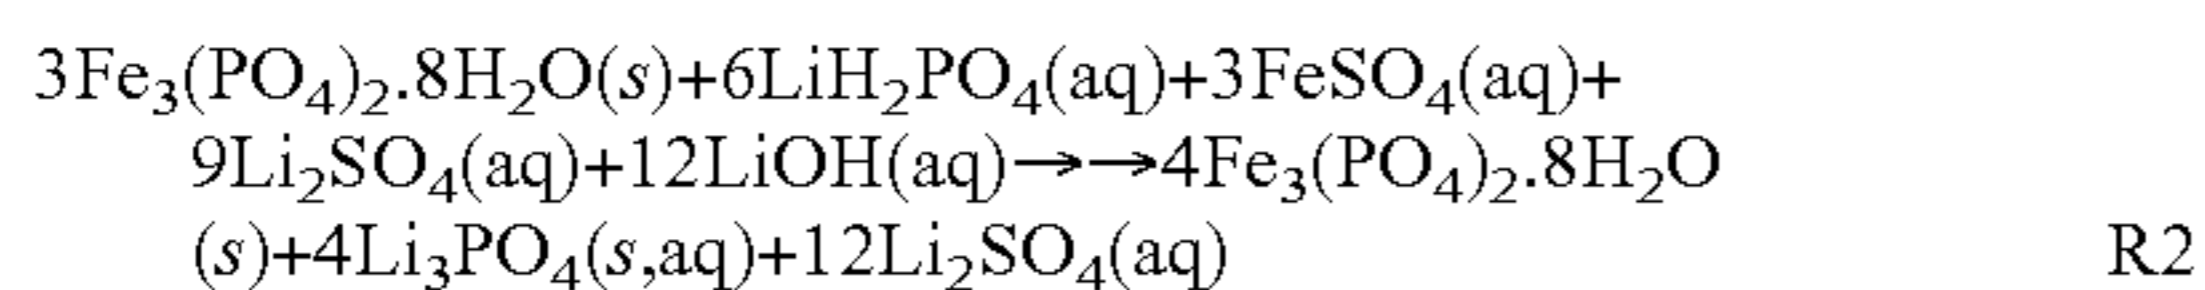 3Fe₃(PO₄)₂.8H₂O(s)+6LiH₂PO₄(aq)+3FeSO₄(aq)+
9Li₂SO₄(aq)+12LiOH(aq)→→4Fe₃(PO₄)₂.8H₂O
(s)+4Li₃PO₄(s,aq)+12Li₂SO₄(aq) R2